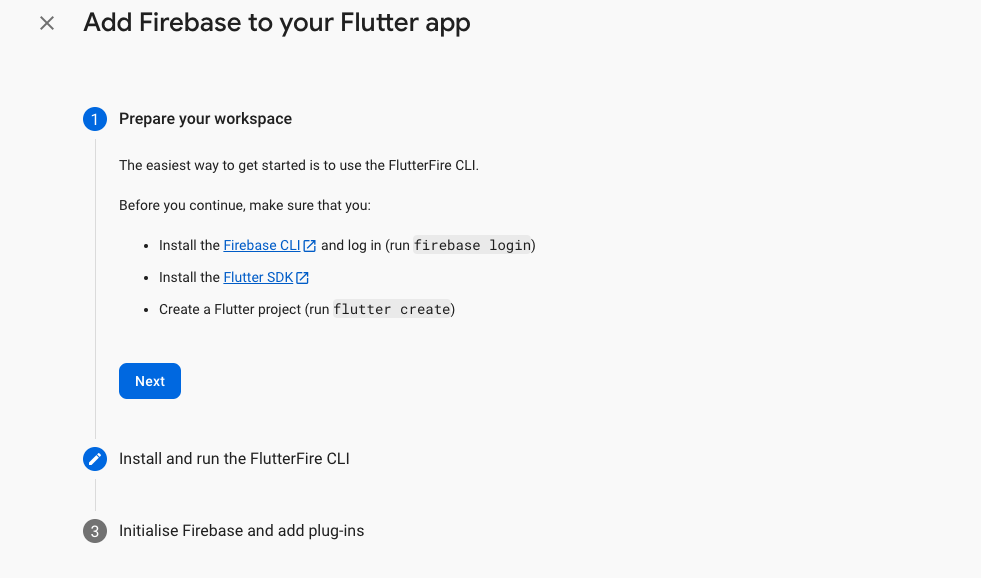 Add Firebase to your Flutter app
1 Prepare your workspace
The easiest way to get started is to use the FlutterFire CLI.
Before you continue, make sure that you:
• Install the Firebase CLI and log in (run firebase login)
• Install the Flutter SDK
• Create a Flutter project (run flutter create)
Next
Install and run the FlutterFire CLI
3 Initialise Firebase and add plug-ins